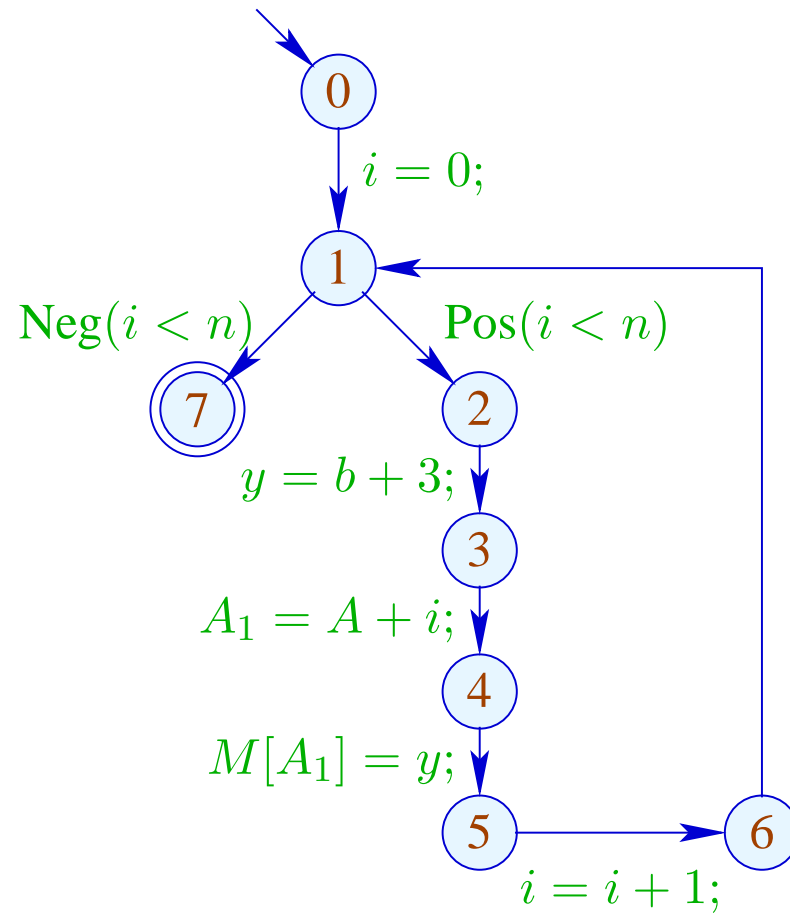 0
i = 0;
1
Neg(i < n) Pos(i < n)
7 2
y = b + 3;
3
A₁ = A + i;
4
M[A₁] = y;
5 6
i = i + 1;